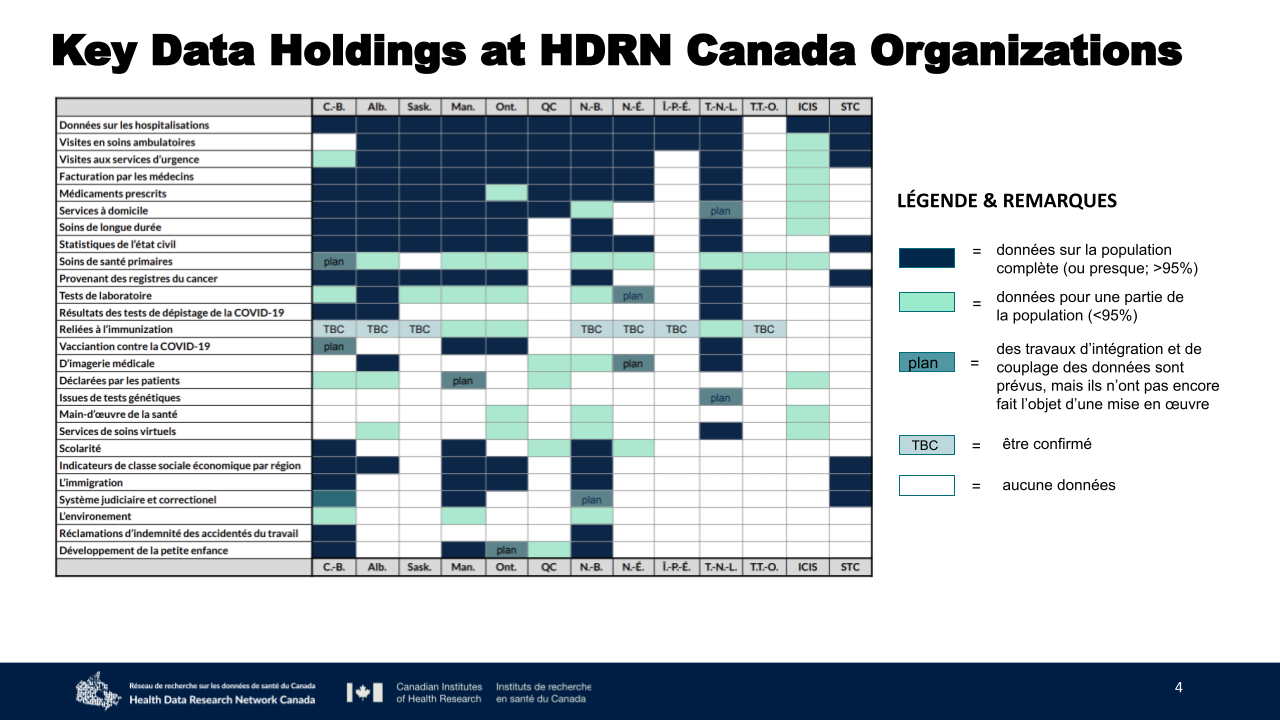 Key Data Holdings at HDRN Canada Organizations
C.-B. Alb. Sask. Man. Ont. QC N.-B. N.-É. Î.-P.-É. T.-N.-L. T.T.-O. ICIS STC
Données sur les hospitalisations
Visites en soins ambulatoires
Visites aux services d'urgence
Facturation par les médecins
Médicaments prescrits
Services à domicile plan
Soins de longue durée
Statistiques de l'état civil
Soins de santé primaires plan
Provenant des registres du cancer
Tests de laboratoire plan
Résultats des tests de dépistage de la COVID-19
Reliées à l'immunization TBC TBC TBC TBC TBC TBC TBC
Vacciantion contre la COVID-19 plan
D'imagerie médicale plan
Déclarées par les patients plan
Issues de tests génétiques plan
Main-d'œuvre de la santé
Services de soins virtuels
Scolarité
Indicateurs de classe sociale économique par région
L'immigration
Système judiciaire et correctionel plan
L'environement
Réclamations d'indemnité des accidentés du travail
Développement de la petite enfance plan
C.-B. Alb. Sask. Man. Ont. QC N.-B. N.-É. Î.-P.-É. T.-N.-L. T.T.-O. ICIS STC
LÉGENDE & REMARQUES
= données sur la population
complète (ou presque; >95%)
= données pour une partie de
la population (<95%)
plan = des travaux d'intégration et de
couplage des données sont
prévus, mais ils n'ont pas encore
fait l'objet d'une mise en œuvre
TBC = être confirmé
= aucune données
Réseau de recherche sur les données de santé du Canada
Health Data Research Network Canada
Canadian Institutes
of Health Research
Instituts de recherche
en santé du Canada
4